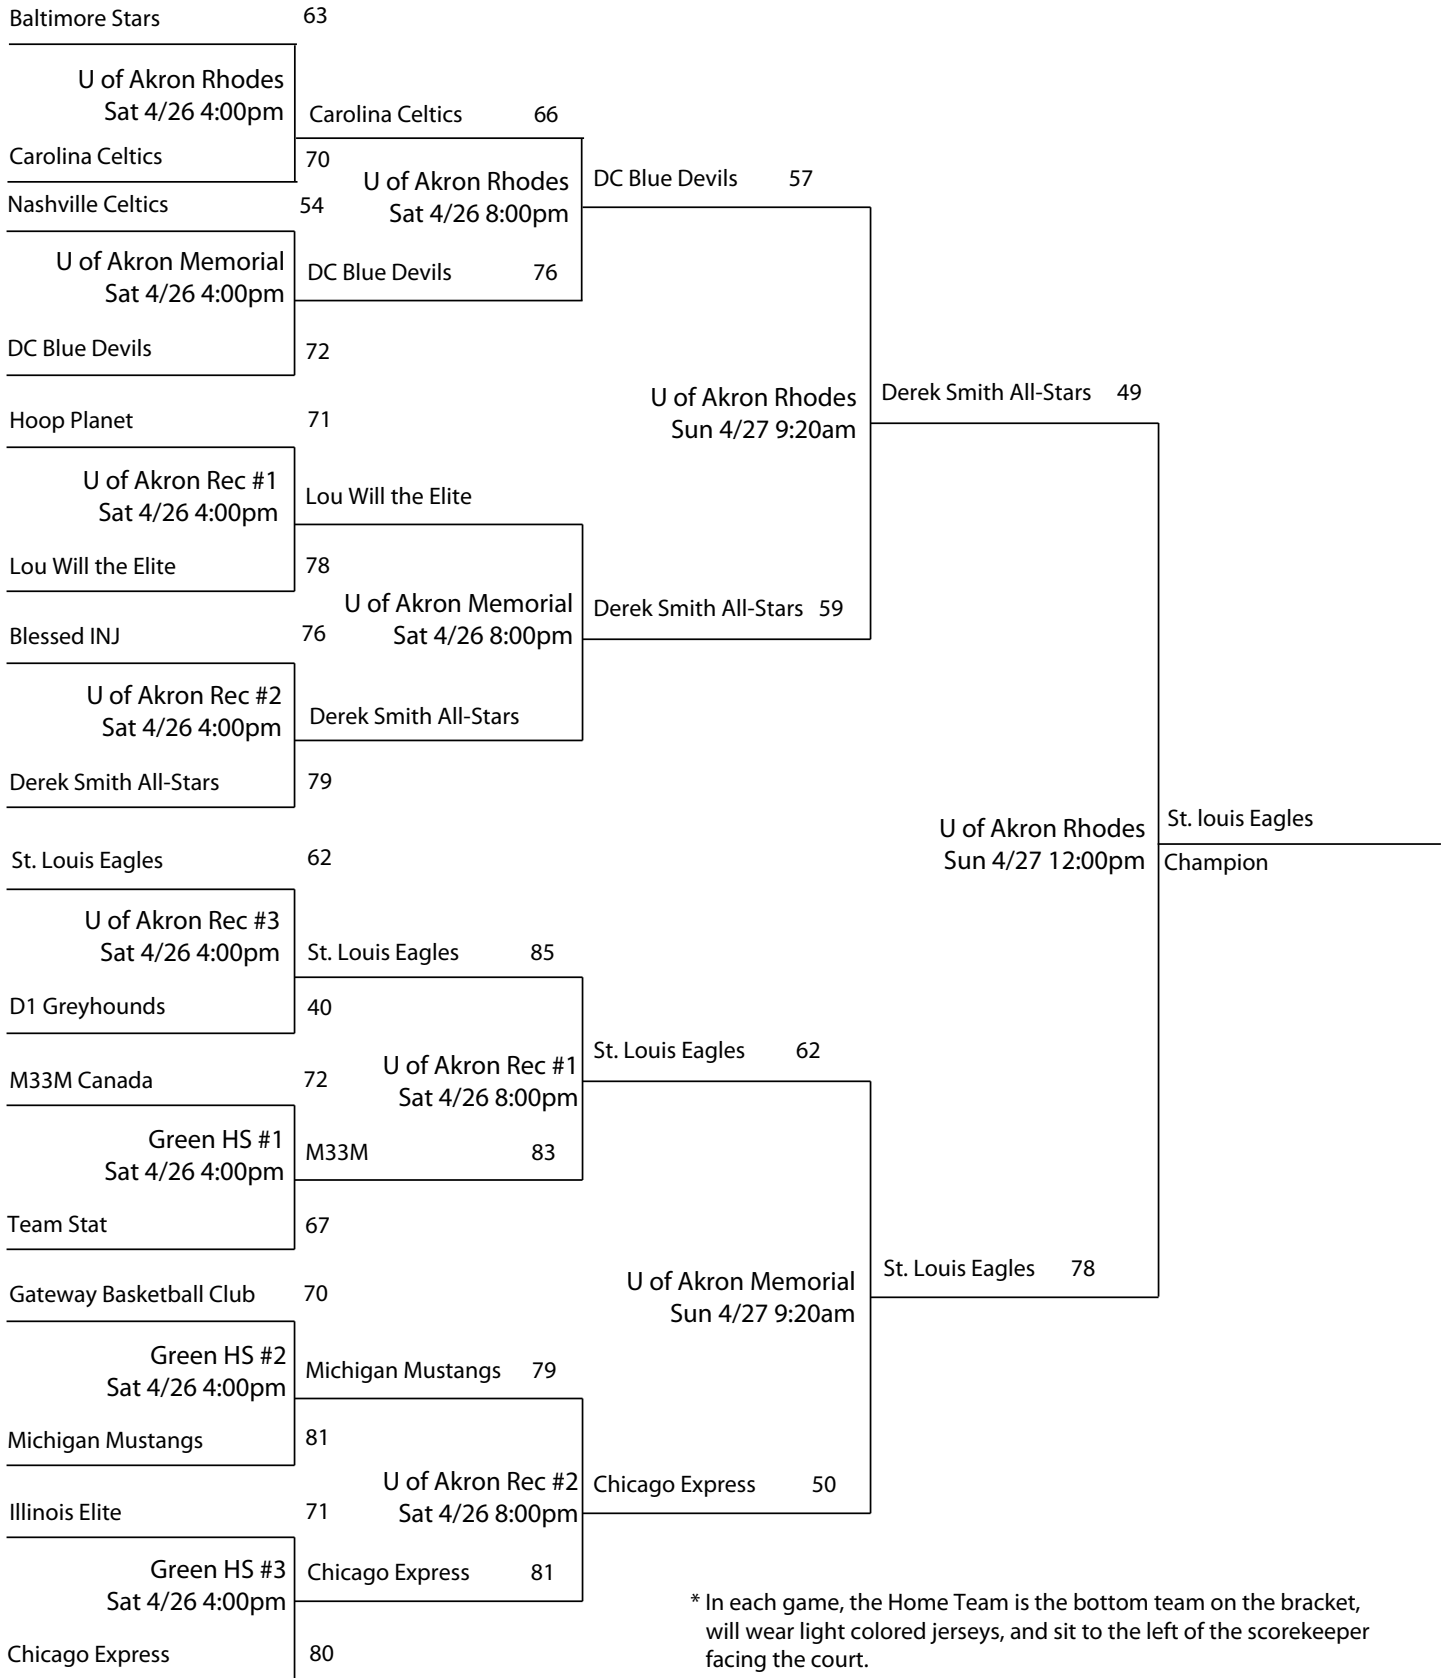 Baltimore Stars 63
U of Akron Rhodes
Sat 4/26 4:00pm
Carolina Celtics 66
Carolina Celtics 70
U of Akron Rhodes
Sat 4/26 8:00pm
DC Blue Devils 57
Nashville Celtics 54
U of Akron Memorial
Sat 4/26 4:00pm
DC Blue Devils 76
DC Blue Devils 72
U of Akron Rhodes
Sun 4/27 9:20am
Derek Smith All-Stars 49
Hoop Planet 71
U of Akron Rec #1
Sat 4/26 4:00pm
Lou Will the Elite
Lou Will the Elite 78
U of Akron Memorial
Sat 4/26 8:00pm
Derek Smith All-Stars 59
Blessed INJ 76
U of Akron Rec #2
Sat 4/26 4:00pm
Derek Smith All-Stars
Derek Smith All-Stars 79
U of Akron Rhodes
Sun 4/27 12:00pm
St. louis Eagles
Champion
St. Louis Eagles 62
U of Akron Rec #3
Sat 4/26 4:00pm
St. Louis Eagles 85
D1 Greyhounds 40
U of Akron Rec #1
Sat 4/26 8:00pm
St. Louis Eagles 62
M33M Canada 72
Green HS #1
Sat 4/26 4:00pm
M33M 83
Team Stat 67
U of Akron Memorial
Sun 4/27 9:20am
St. Louis Eagles 78
Gateway Basketball Club 70
Green HS #2
Sat 4/26 4:00pm
Michigan Mustangs 79
Michigan Mustangs 81
U of Akron Rec #2
Sat 4/26 8:00pm
Chicago Express 50
Illinois Elite 71
Green HS #3
Sat 4/26 4:00pm
Chicago Express 81
Chicago Express 80
* In each game, the Home Team is the bottom team on the bracket,
will wear light colored jerseys, and sit to the left of the scorekeeper
facing the court.